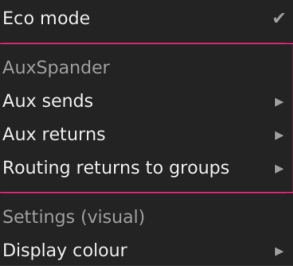 Eco mode ✔
AuxSpander
Aux sends ▸
Aux returns ▸
Routing returns to groups ▸
Settings (visual)
Display colour ▸